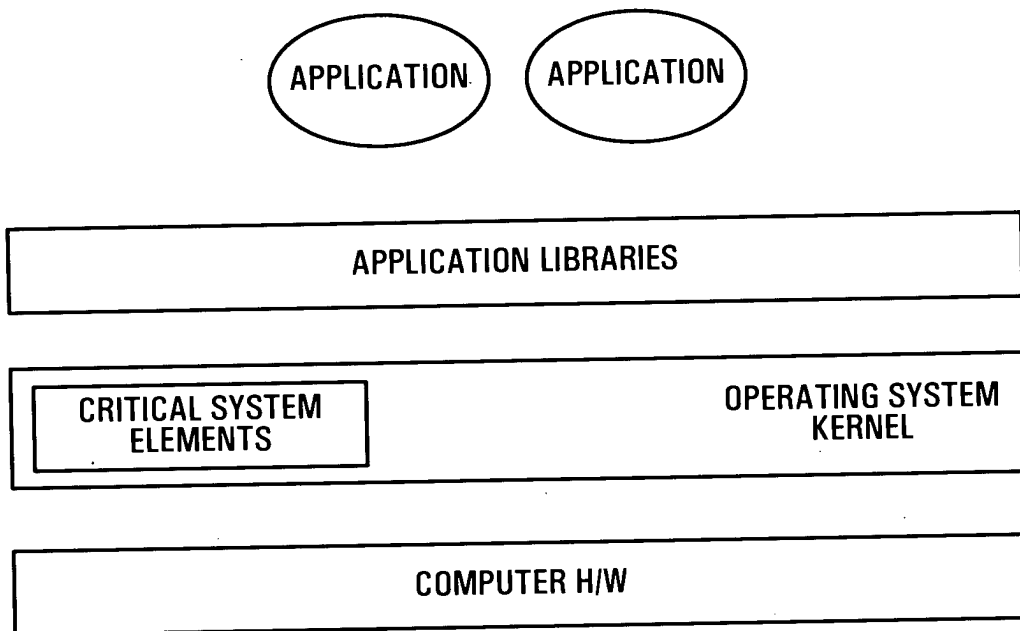 APPLICATION
APPLICATION
APPLICATION LIBRARIES
CRITICAL SYSTEM
ELEMENTS
OPERATING SYSTEM
KERNEL
COMPUTER H/W